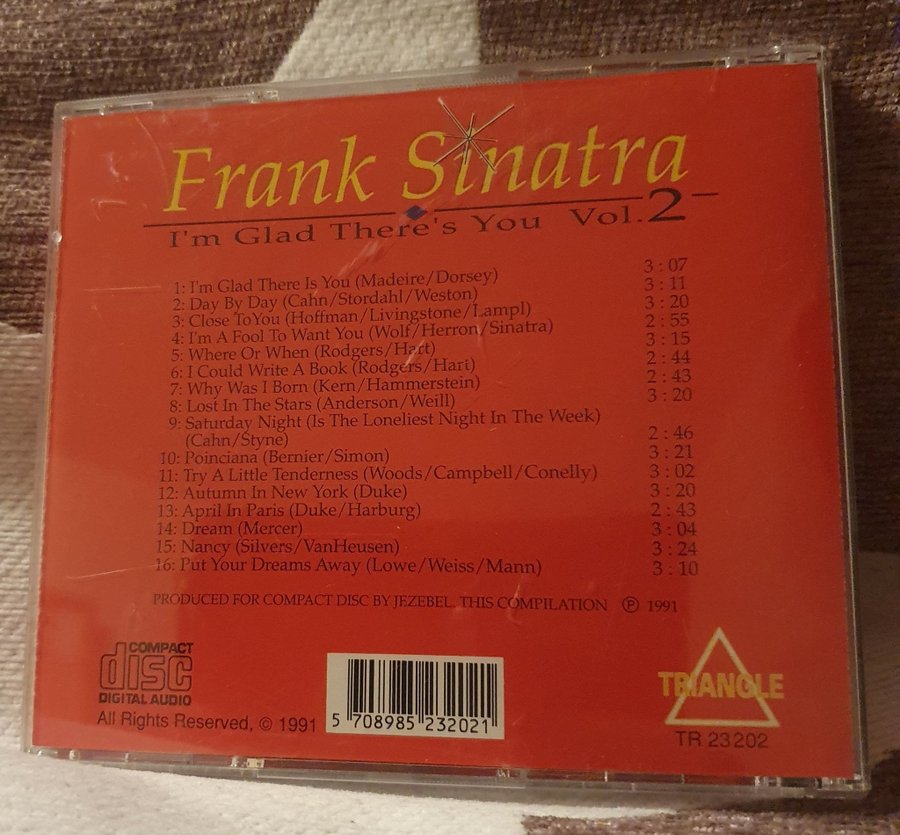 Frank Sinatra
I'm Glad There's You Vol.2
1: I'm Glad There Is You (Madeire/Dorsey) 3 : 07
2: Day By Day (Cahn/Stordahl/Weston) 3 : 11
3: Close ToYou (Hoffman/Livingstone/Lampl) 3 : 20
4: I'm A Fool To Want You (Wolf/Herron/Sinatra) 2 : 55
5: Where Or When (Rodgers/Hart) 3 : 15
6: I Could Write A Book (Rodgers/Hart) 2 : 44
7: Why Was I Born (Kern/Hammerstein) 2 : 43
8: Lost In The Stars (Anderson/Weill) 3 : 20
9: Saturday Night (Is The Loneliest Night In The Week)
(Cahn/Styne) 2 : 46
10: Poinciana (Bernier/Simon) 3 : 21
11: Try A Little Tenderness (Woods/Campbell/Conelly) 3 : 02
12: Autumn In New York (Duke) 3 : 20
13: April In Paris (Duke/Harburg) 2 : 43
14: Dream (Mercer) 3 : 04
15: Nancy (Silvers/VanHeusen) 3 : 24
16: Put Your Dreams Away (Lowe/Weiss/Mann) 3 : 10
PRODUCED FOR COMPACT DISC BY JEZEBEL. THIS COMPILATION ℗ 1991
COMPACT
disc
DIGITAL AUDIO
All Rights Reserved, © 1991
5 708985 232021
TRIANGLE
TR 23202